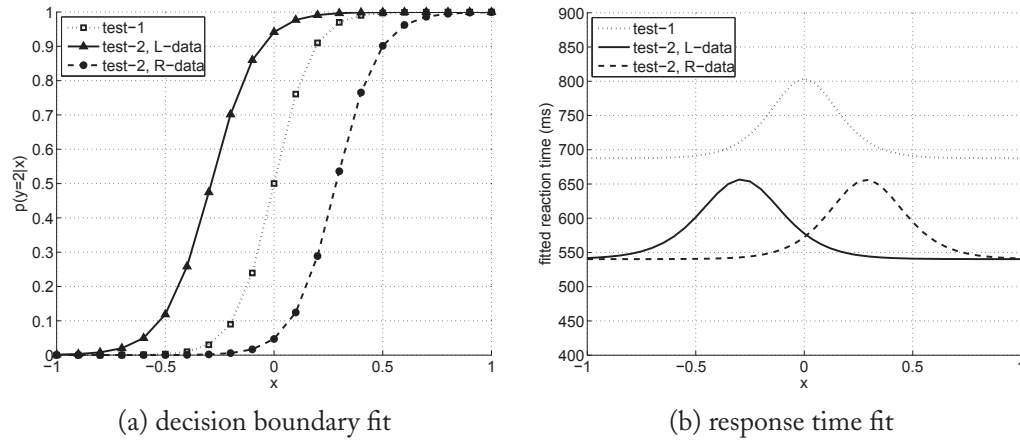 1
0.9
0.8
0.7
0.6
0.5
0.4
0.3
0.2
0.1
0
p(y=2|x)
test−1
test−2, L−data
test−2, R−data
−1 −0.5 0 0.5 1
x
(a) decision boundary fit
900
850
800
750
700
650
600
550
500
450
400
fitted reaction time (ms)
test−1
test−2, L−data
test−2, R−data
−1 −0.5 0 0.5 1
x
(b) response time fit